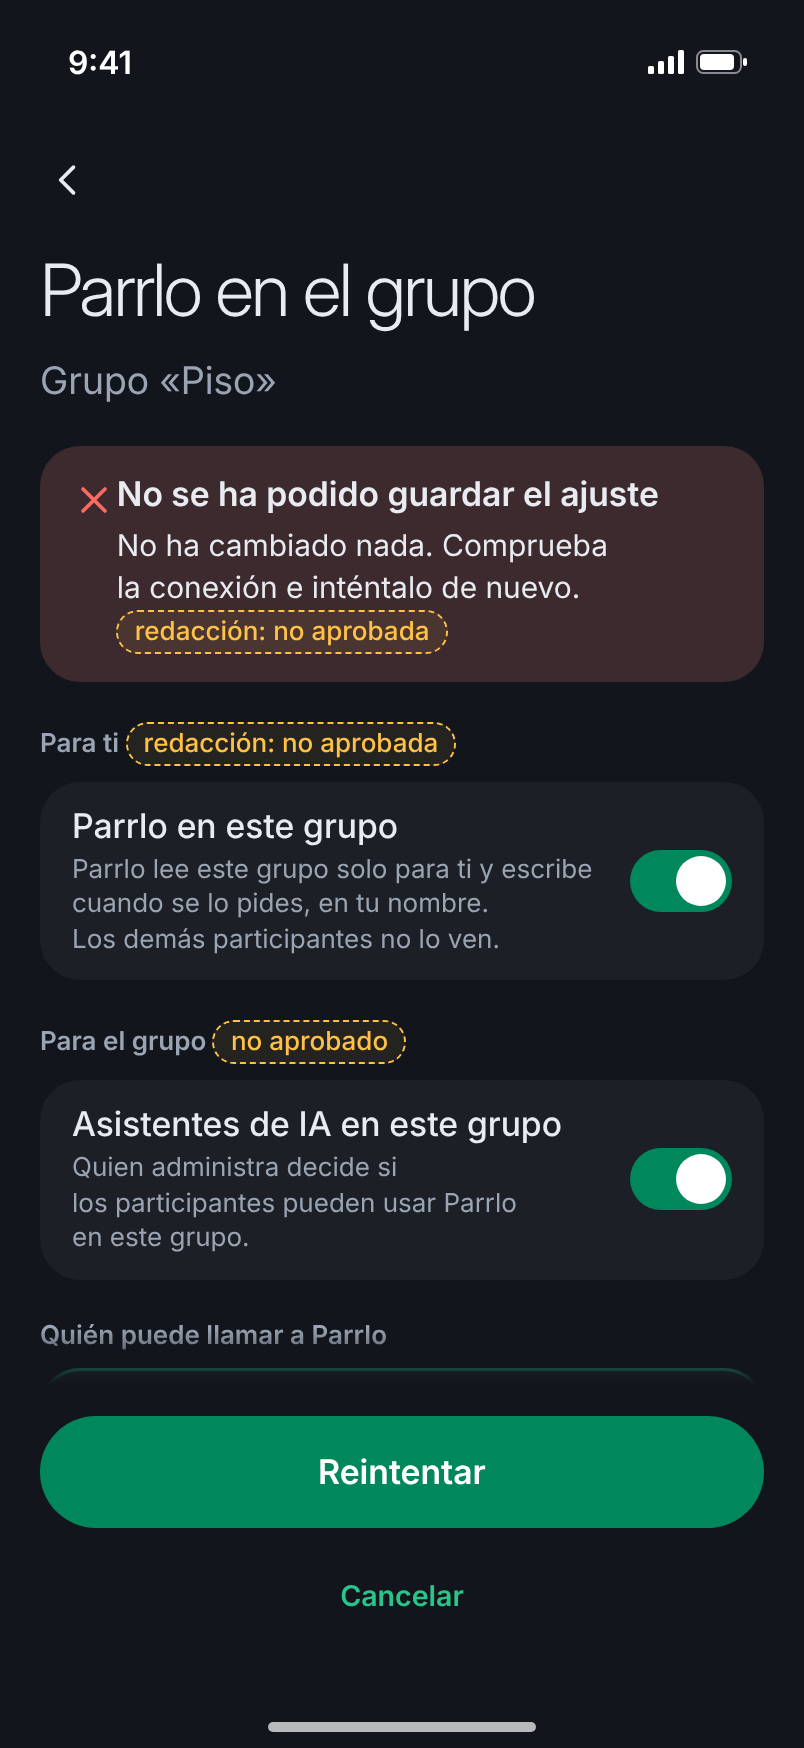 9:41
Parrlo en el grupo
Grupo «Piso»
No se ha podido guardar el ajuste
No ha cambiado nada. Comprueba
la conexión e inténtalo de nuevo.
redacción: no aprobada
Para ti redacción: no aprobada
Parrlo en este grupo
Parrlo lee este grupo solo para ti y escribe
cuando se lo pides, en tu nombre.
Los demás participantes no lo ven.
Para el grupo no aprobado
Asistentes de IA en este grupo
Quien administra decide si
los participantes pueden usar Parrlo
en este grupo.
Quién puede llamar a Parrlo
Reintentar
Cancelar